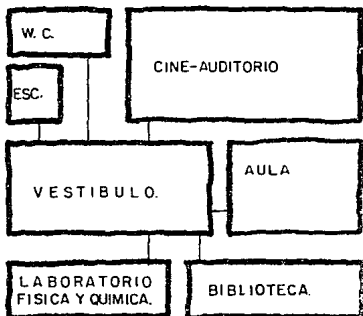 W. C.
CINE-AUDITORIO
ESC.
VESTIBULO.
AULA
LABORATORIO
FISICA Y QUIMICA.
BIBLIOTECA.